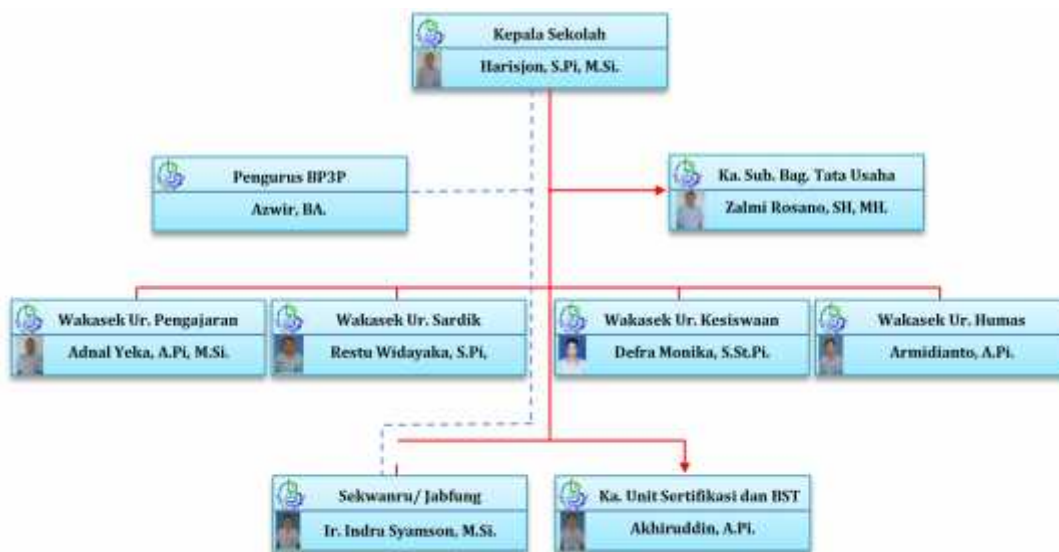 Kepala Sekolah
Harisjon, S.Pi, M.Si.
Pengurus BP3P
Azwir, BA.
Ka. Sub. Bag. Tata Usaha
Zalmi Rosano, SH, MH.
Wakasek Ur. Pengajaran
Adnal Yeka, A.Pi, M.Si.
Wakasek Ur. Sardik
Restu Widayaka, S.Pi,
Wakasek Ur. Kesiswaan
Defra Monika, S.St.Pi.
Wakasek Ur. Humas
Armidianto, A.Pi.
Sekwanru/ Jabfung
Ir. Indra Syamson, M.Si.
Ka. Unit Sertifikasi dan BST
Akhiruddin, A.Pi.